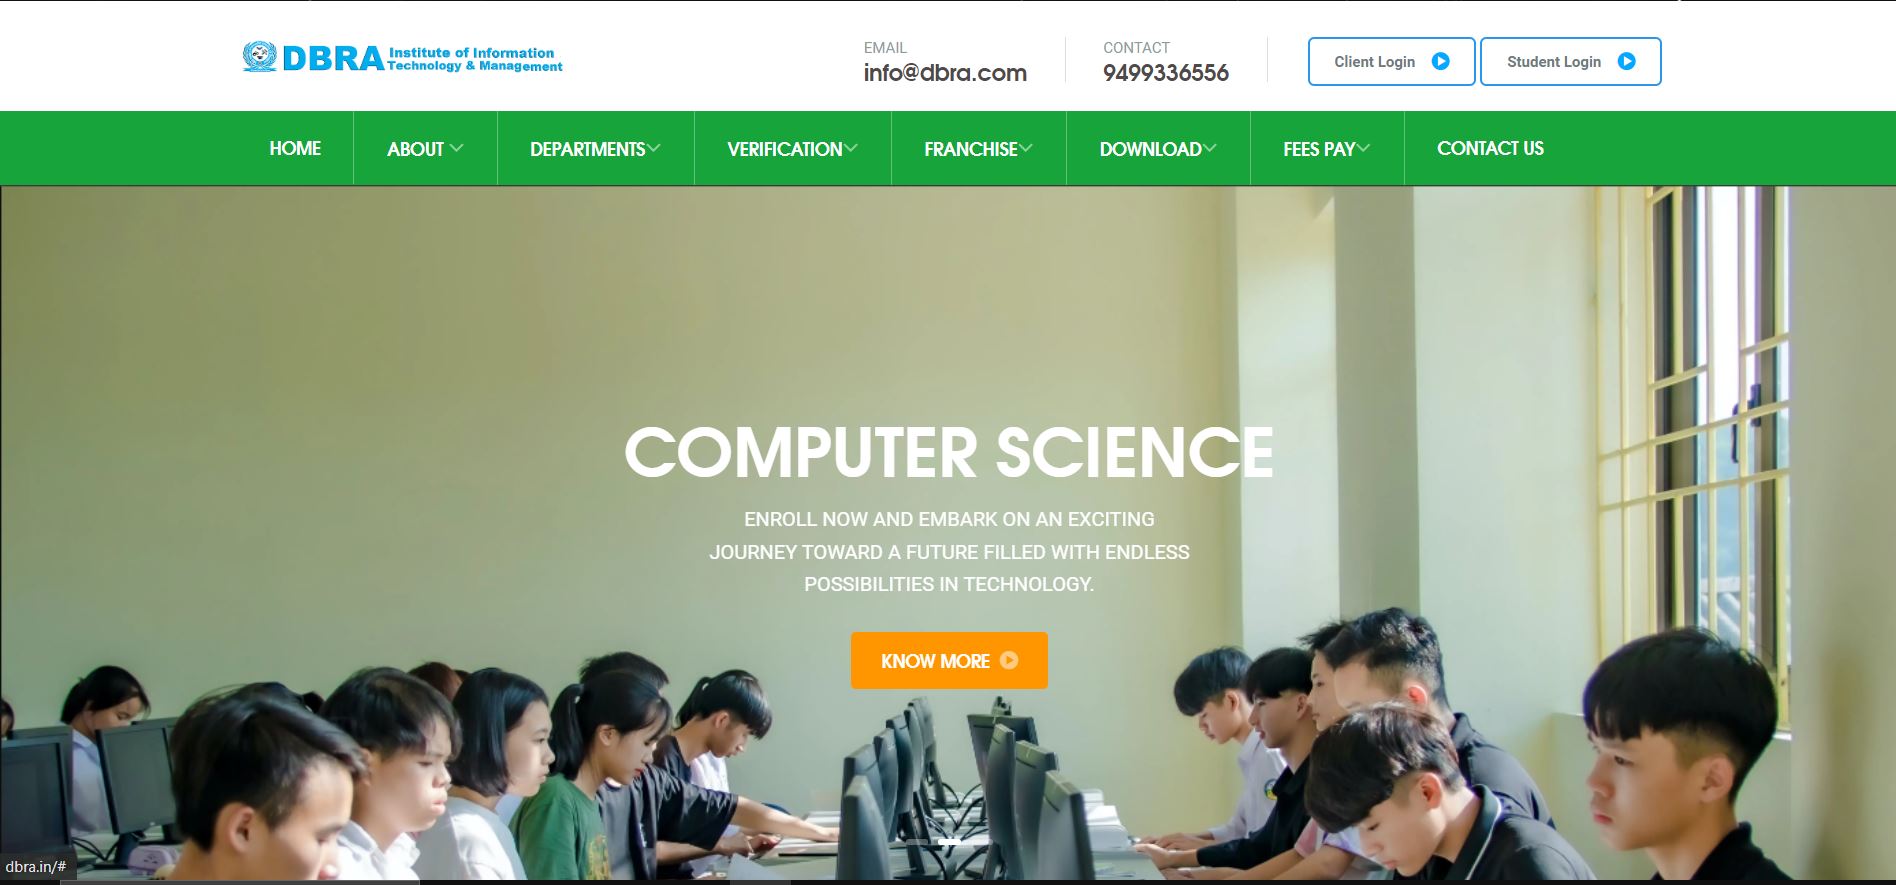 DBRA Institute of Information
Technology & Management
EMAIL
info@dbra.com
CONTACT
9499336556
Client Login
Student Login
HOME
ABOUT
DEPARTMENTS
VERIFICATION
FRANCHISE
DOWNLOAD
FEES PAY
CONTACT US
COMPUTER SCIENCE
ENROLL NOW AND EMBARK ON AN EXCITING
JOURNEY TOWARD A FUTURE FILLED WITH ENDLESS
POSSIBILITIES IN TECHNOLOGY.
KNOW MORE
dbra.in/#